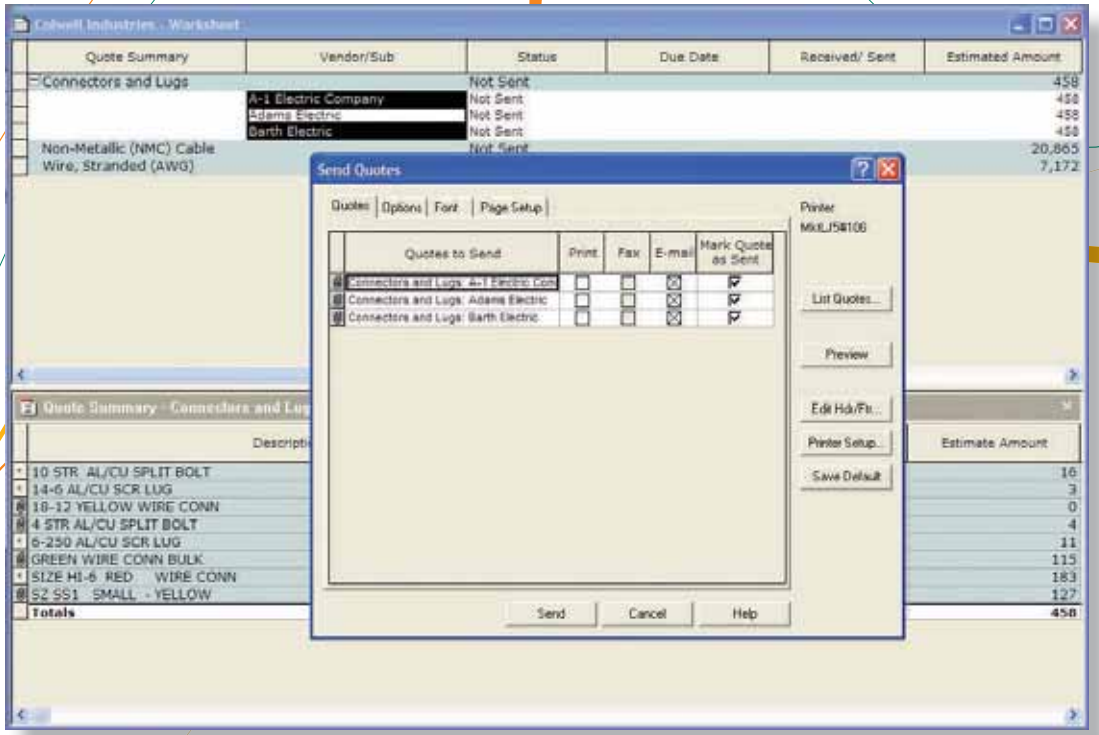 Colwell Industries - Worksheet
Quote Summary Vendor/Sub Status Due Date Received/ Sent Estimated Amount
Connectors and Lugs Not Sent 458
A-1 Electric Company Not Sent 458
Adams Electric Not Sent 458
Barth Electric Not Sent 458
Non-Metallic (NMC) Cable Not Sent 20,865
Wire, Stranded (AWG) 7,172
Send Quotes
Quotes Options Font Page Setup
Printer
Quotes to Send Print Fax E-mail Mark Quote as Sent
Connectors and Lugs: A-1 Electric Com
Connectors and Lugs: Adams Electric
Connectors and Lugs: Barth Electric
List Quotes...
Preview
Edit Hdr/Ftr...
Printer Setup...
Save Default
Send Cancel Help
Quote Summary - Connectors and Lug
Descripti Estimate Amount
10 STR AL/CU SPLIT BOLT 16
14-6 AL/CU SCR LUG 3
18-12 YELLOW WIRE CONN 0
4 STR AL/CU SPLIT BOLT 4
6-250 AL/CU SCR LUG 11
GREEN WIRE CONN BULK 115
SIZE HI-6 RED WIRE CONN 183
SZ SS1 SMALL - YELLOW 127
Totals 458